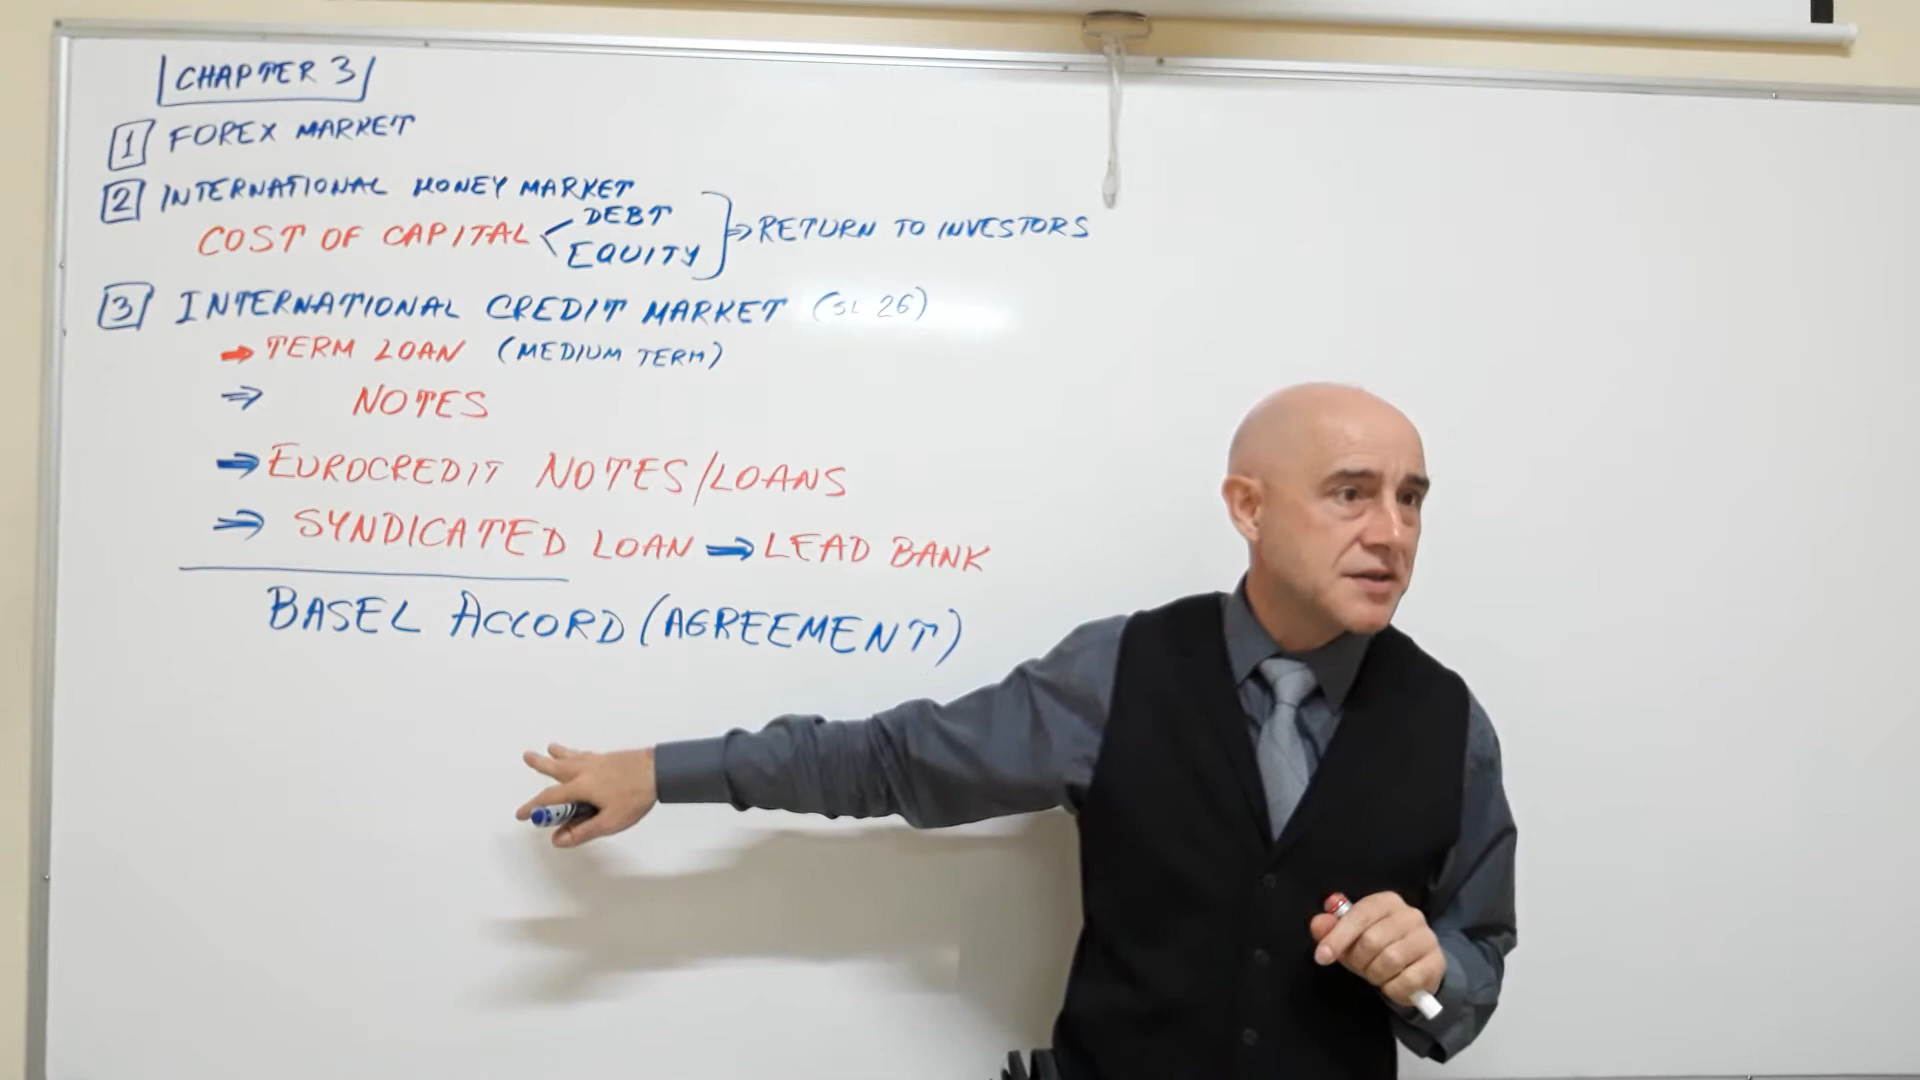 CHAPTER 3
1 FOREX MARKET
2 INTERNATIONAL MONEY MARKET
COST OF CAPITAL < DEBT
EQUITY } ⇒ RETURN TO INVESTORS
3 INTERNATIONAL CREDIT MARKET (SL 26)
→ TERM LOAN (MEDIUM TERM)
⇒ NOTES
⇒ EUROCREDIT NOTES/LOANS
⇒ SYNDICATED LOAN → LEAD BANK
BASEL ACCORD (AGREEMENT)